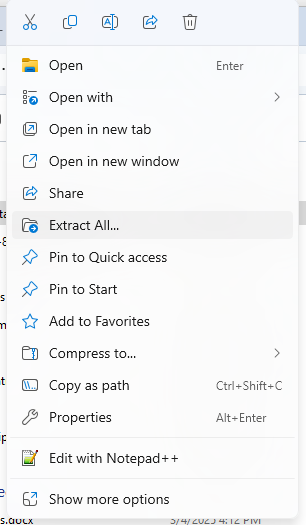 Open Enter
Open with
Open in new tab
Open in new window
Share
Extract All...
Pin to Quick access
Pin to Start
Add to Favorites
Compress to...
Copy as path Ctrl+Shift+C
Properties Alt+Enter
Edit with Notepad++
Show more options
s.docx 3/4/2025 4:12 PM